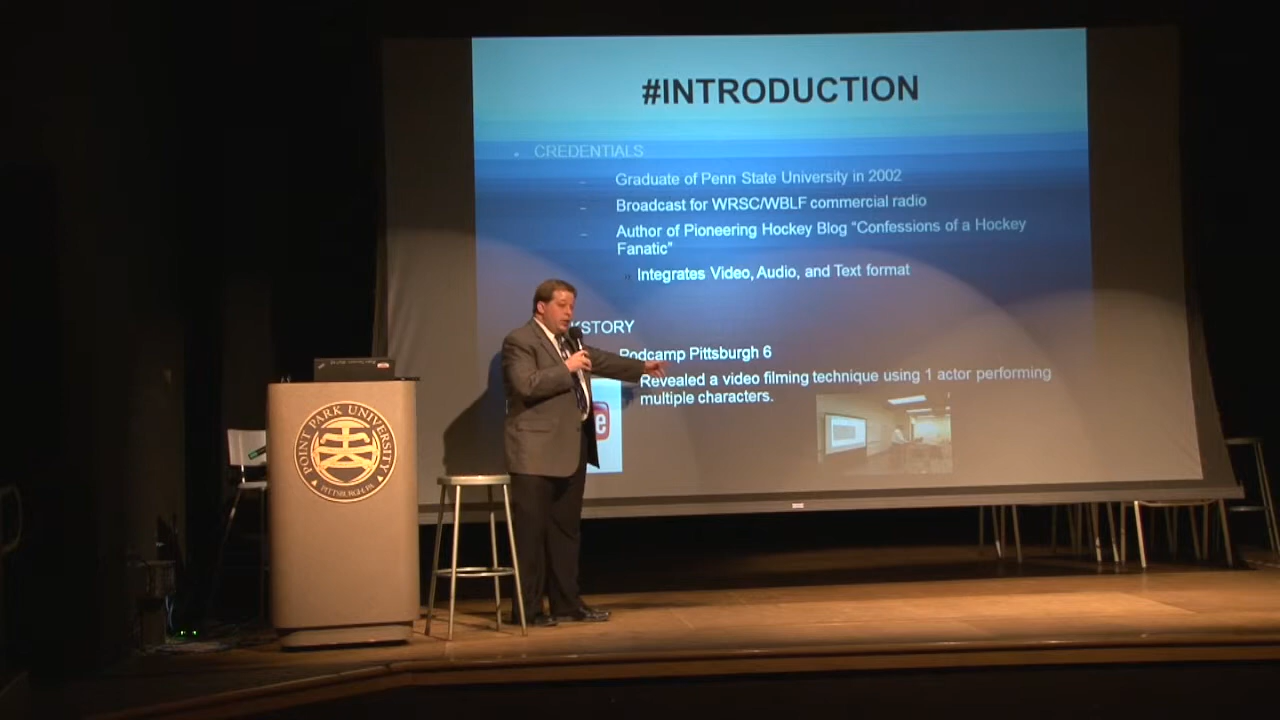 #INTRODUCTION
CREDENTIALS
Graduate of Penn State University in 2002
Broadcast for WRSC/WBLF commercial radio
Author of Pioneering Hockey Blog "Confessions of a Hockey
Fanatic"
Integrates Video, Audio, and Text format
KSTORY
Podcamp Pittsburgh 6
Revealed a video filming technique using 1 actor performing
multiple characters.
e
POINT PARK UNIVERSITY
PITTSBURGH, PA